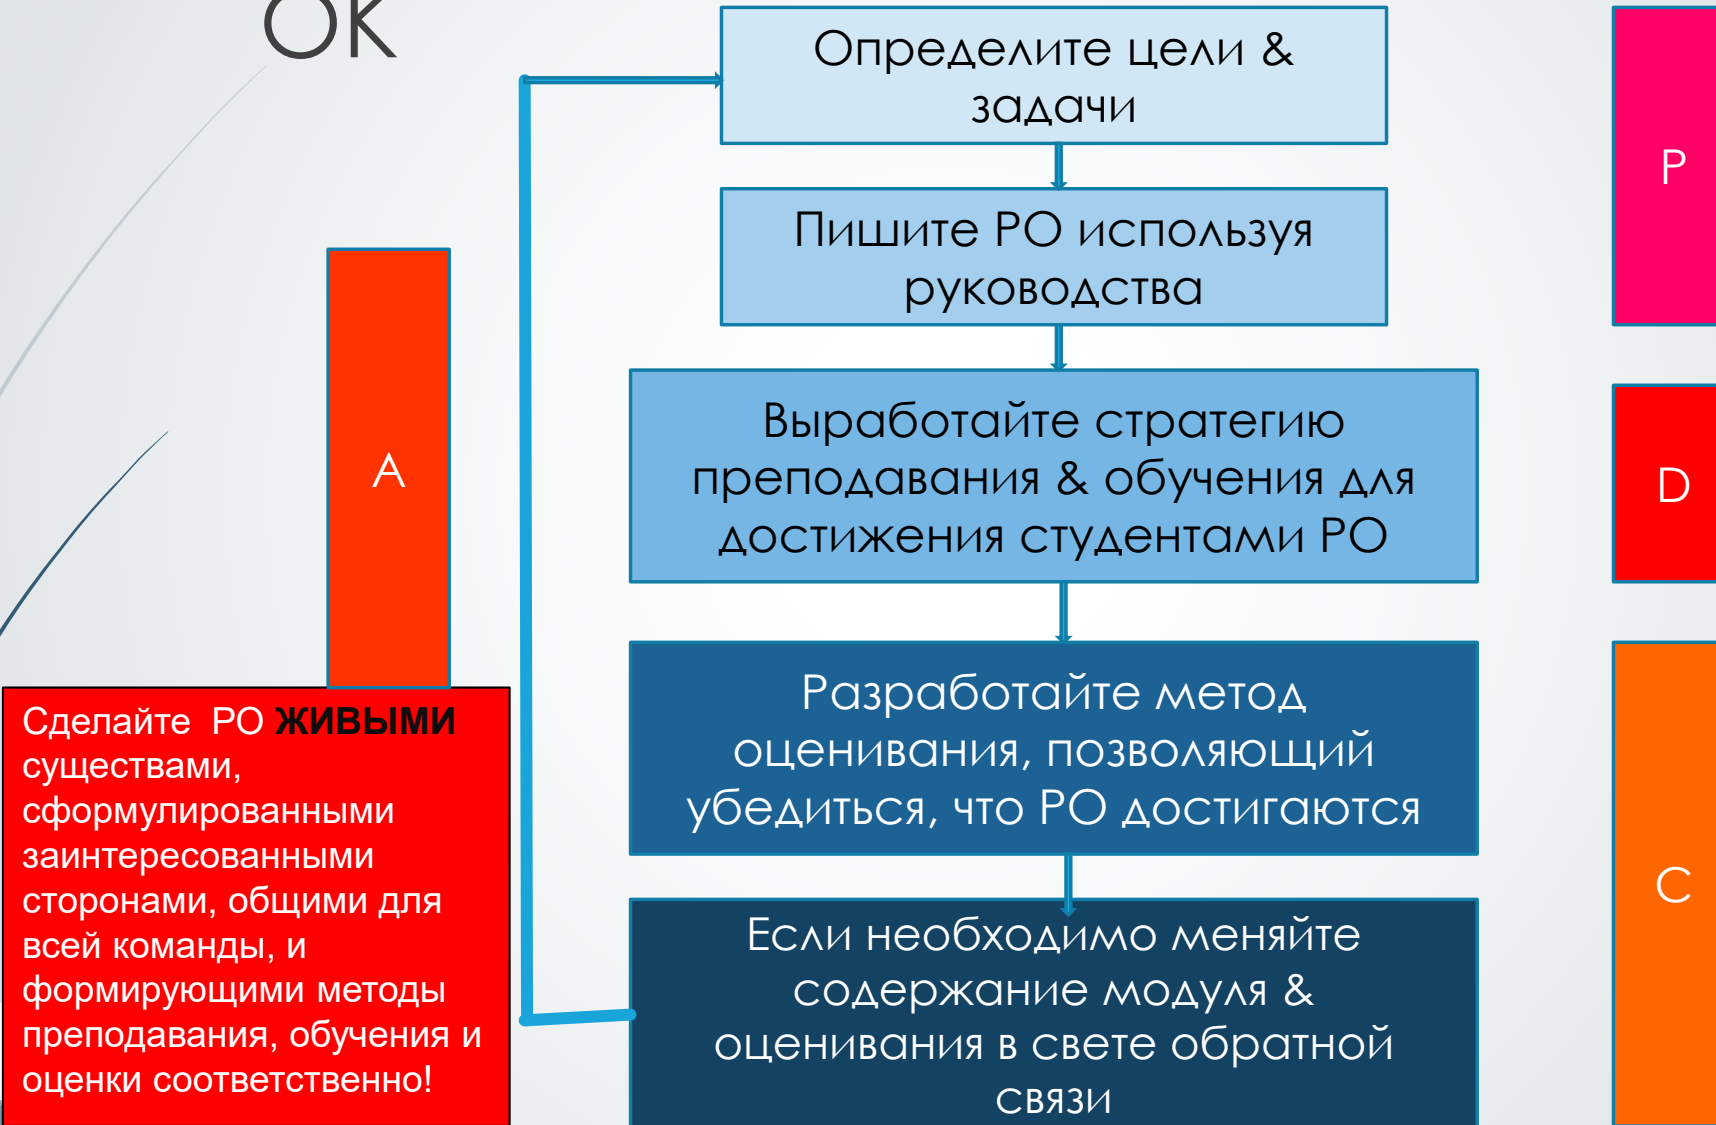 ОК
Определите цели &
задачи
P
Пишите РО используя
руководства
A
Выработайте стратегию
преподавания & обучения для
достижения студентами РО
D
Разработайте метод
оценивания, позволяющий
убедиться, что РО достигаются
Сделайте РО ЖИВЫМИ
существами,
сформулированными
заинтересованными
сторонами, общими для
всей команды, и
формирующими методы
преподавания, обучения и
оценки соответственно!
C
Если необходимо меняйте
содержание модуля &
оценивания в свете обратной
связи